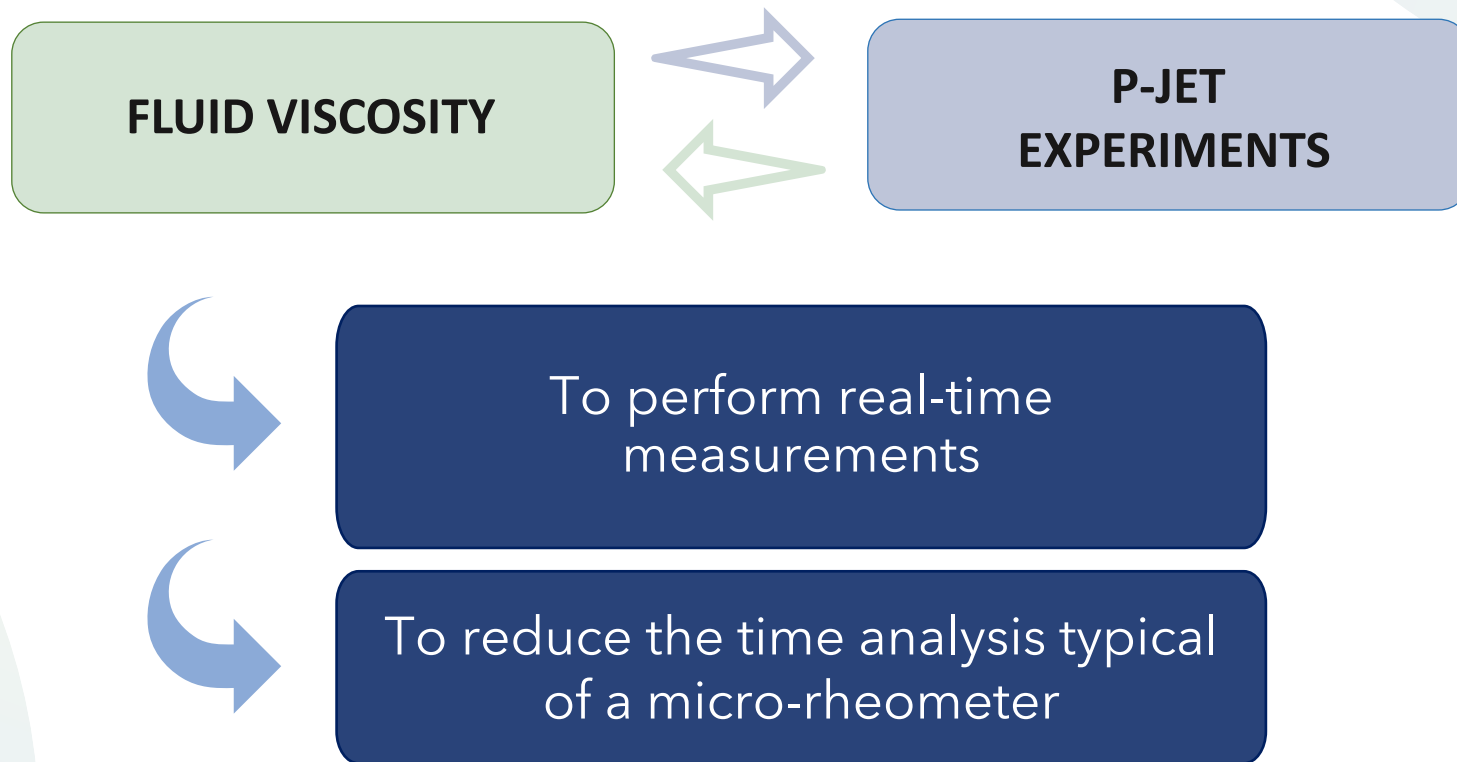 FLUID VISCOSITY
P-JET
EXPERIMENTS
To perform real-time
measurements
To reduce the time analysis typical
of a micro-rheometer